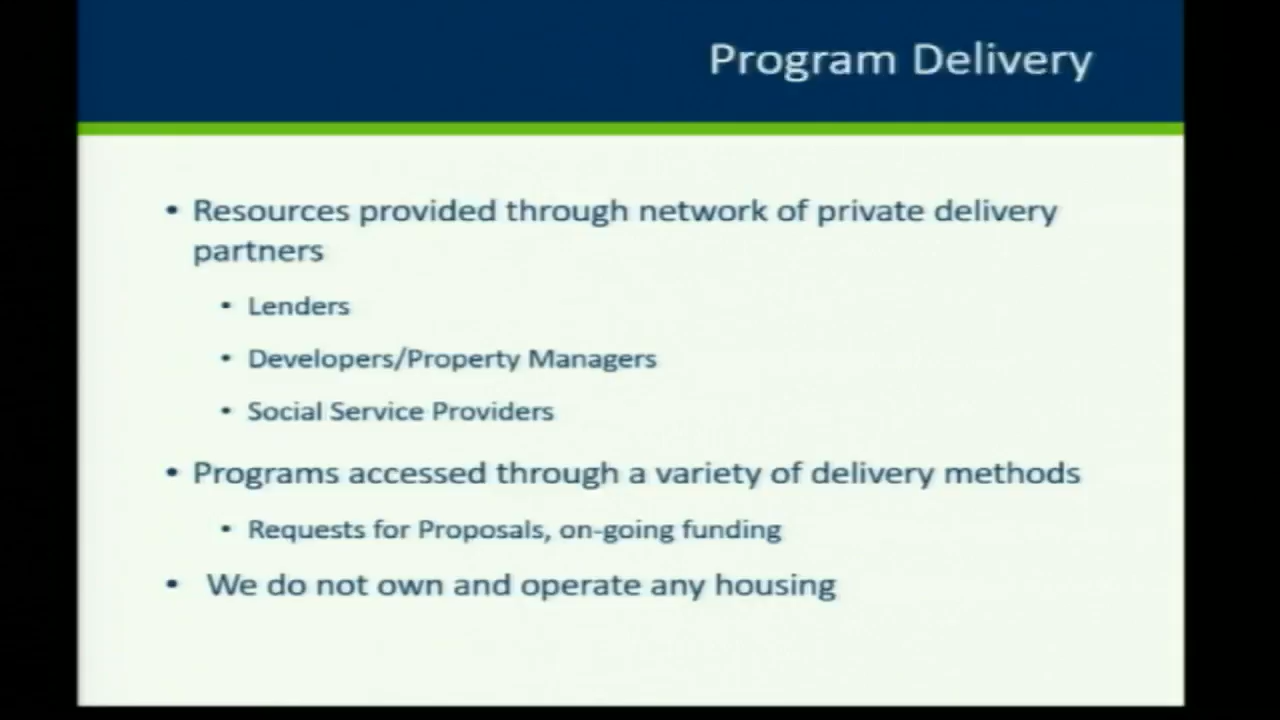 Program Delivery
• Resources provided through network of private delivery
partners
• Lenders
• Developers/Property Managers
• Social Service Providers
• Programs accessed through a variety of delivery methods
• Requests for Proposals, on-going funding
• We do not own and operate any housing